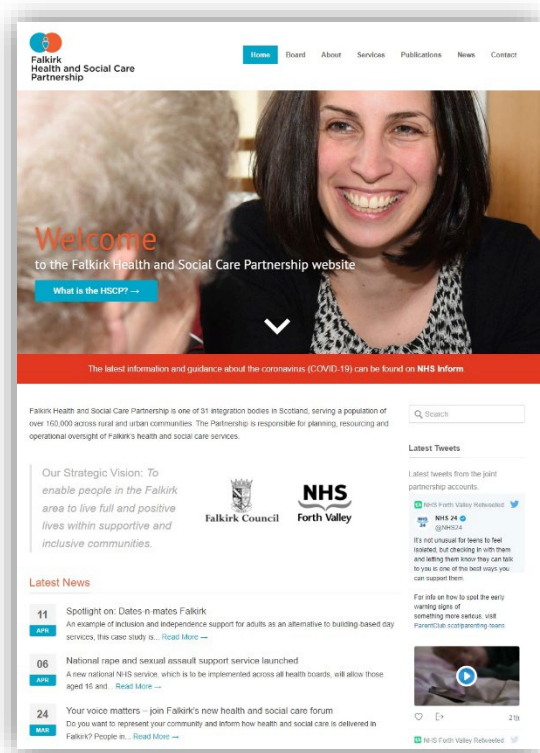 Falkirk
Health and Social Care
Partnership
Home Board About Services Publications News Contact
Welcome
to the Falkirk Health and Social Care Partnership website
What is the HSCP? →
The latest information and guidance about the coronavirus (COVID-19) can be found on NHS Inform.
Falkirk Health and Social Care Partnership is one of 31 integration bodies in Scotland, serving a population of
over 160,000 across rural and urban communities. The Partnership is responsible for planning, resourcing and
operational oversight of Falkirk's health and social care services.
Our Strategic Vision: To
enable people in the Falkirk
area to live full and positive
lives within supportive and
inclusive communities.
Falkirk Council
NHS
Forth Valley
Latest News
11
APR
Spotlight on: Dates-n-mates Falkirk
An example of inclusion and independence support for adults as an alternative to building-based day
services, this case study is... Read More →
06
APR
National rape and sexual assault support service launched
A new national NHS service, which is to be implemented across all health boards, will allow those
aged 16 and... Read More →
24
MAR
Your voice matters – join Falkirk's new health and social care forum
Do you want to represent your community and inform how health and social care is delivered in
Falkirk? People in... Read More →
Search
Latest Tweets
Latest tweets from the joint
partnership accounts.
NHS Forth Valley Retweeted
NHS 24
@NHS24
It's not unusual for teens to feel
isolated, but checking in with them
and letting them know they can talk
to you is one of the best ways you
can support them.
For info on how to spot the early
warning signs of
something more serious, visit
ParentClub.scot/parenting-teens
21h
NHS Forth Valley Retweeted